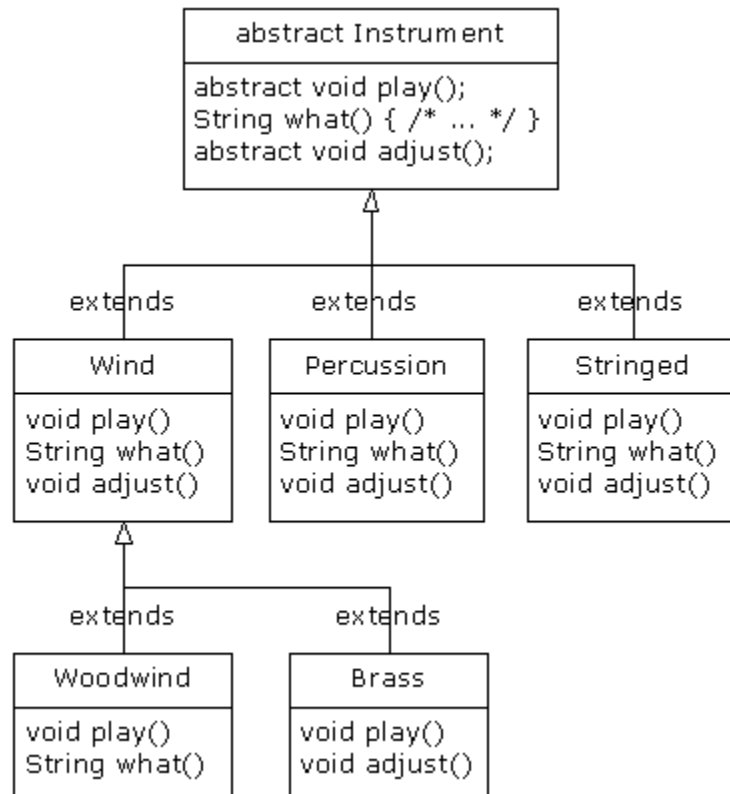 abstract Instrument
abstract void play();
String what() { /* ... */ }
abstract void adjust();
extends
extends
extends
Wind
void play()
String what()
void adjust()
Percussion
void play()
String what()
void adjust()
Stringed
void play()
String what()
void adjust()
extends
extends
Woodwind
void play()
String what()
Brass
void play()
void adjust()